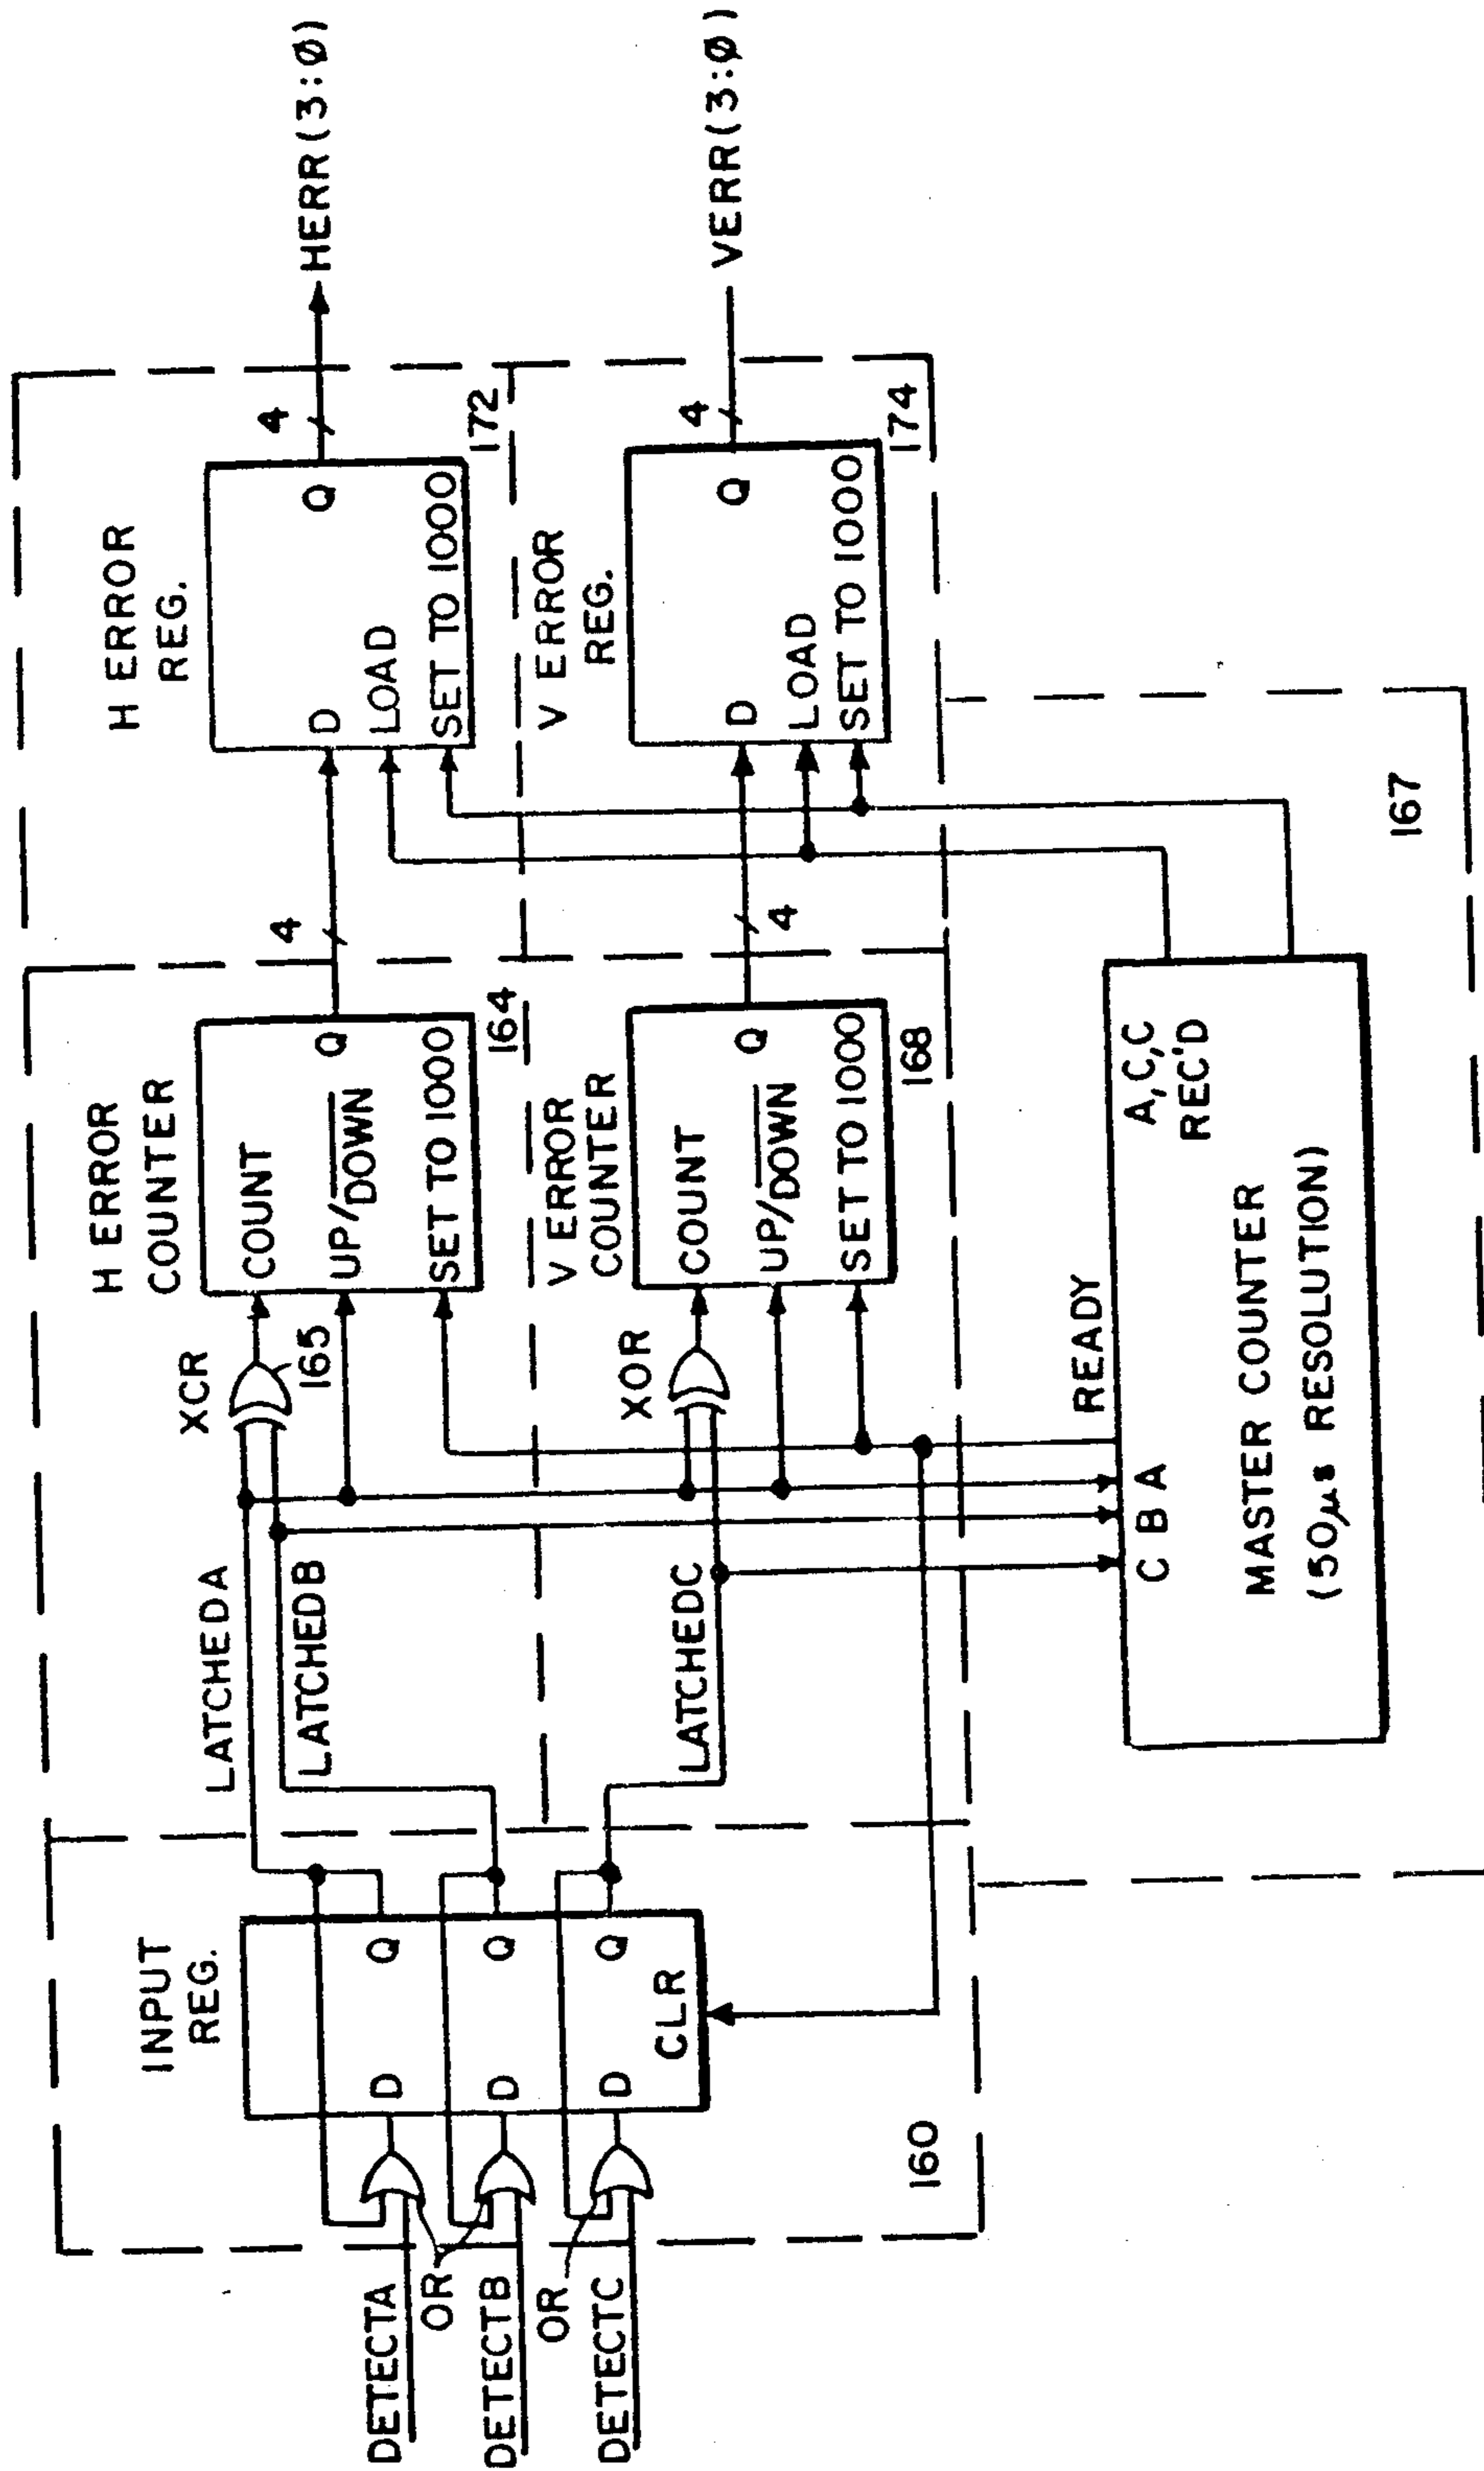 HERR(3:Ø)
VERR(3:Ø)
H ERROR
REG.
D
Q
LOAD
SET TO 1000
4
172
V ERROR
REG.
D
Q
LOAD
SET TO 1000
4
174
H ERROR
COUNTER
COUNT
Q
UP/DOWN
SET TO 1000
4
164
XCR
165
V ERROR
COUNTER
COUNT
Q
UP/DOWN
SET TO 1000
4
168
XOR
LATCHEDA
LATCHEDB
LATCHEDC
INPUT
REG.
D
Q
D
Q
D
Q
CLR
160
DETECTA
OR
DETECTB
OR
DETECTC
READY
A,C,C
REC'D
C B A
MASTER COUNTER
(50µs RESOLUTION)
167